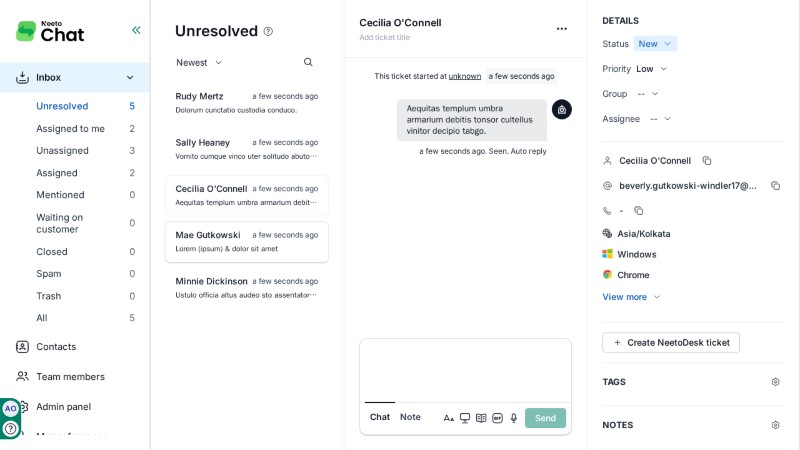 Neeto
Chat
Inbox
Unresolved 5
Assigned to me 2
Unassigned 3
Assigned 2
Mentioned 0
Waiting on
customer 0
Closed 0
Spam 0
Trash 0
All 5
Contacts
Team members
Admin panel
AO
Unresolved
Newest
Rudy Mertz a few seconds ago
Dolorum cunctatio custodia conduco.
Sally Heaney a few seconds ago
Vomito cumque vinco uter solitudo abuto...
Cecilia O'Connell a few seconds ago
Aequitas templum umbra armarium debit...
Mae Gutkowski a few seconds ago
Lorem (ipsum) & dolor sit amet
Minnie Dickinson a few seconds ago
Ustulo officia altus audeo sto assentator...
Cecilia O'Connell
Add ticket title
This ticket started at unknown a few seconds ago
Aequitas templum umbra
armarium debitis tonsor cultellus
vinitor decipio tabgo.
a few seconds ago. Seen. Auto reply
Chat Note
GIF
Send
DETAILS
Status New
Priority Low
Group --
Assignee --
Cecilia O'Connell
beverly.gutkowski-windler17@...
-
Asia/Kolkata
Windows
Chrome
View more
+ Create NeetoDesk ticket
TAGS
NOTES